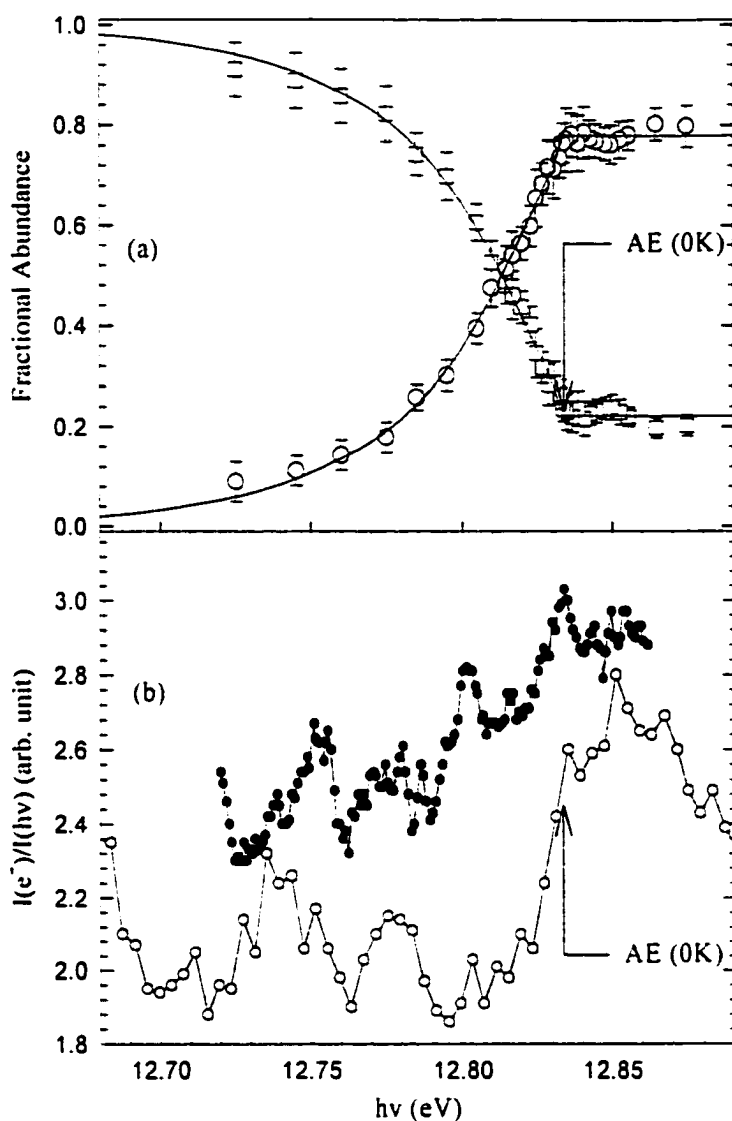 1.0
0.8
0.6
0.4
0.2
0.0
Fractional Abundance
(a)
AE (0K)
3.0
2.8
2.6
2.4
2.2
2.0
1.8
I(e⁻)/I(hν) (arb. unit)
(b)
AE (0K)
12.70 12.75 12.80 12.85
hν (eV)